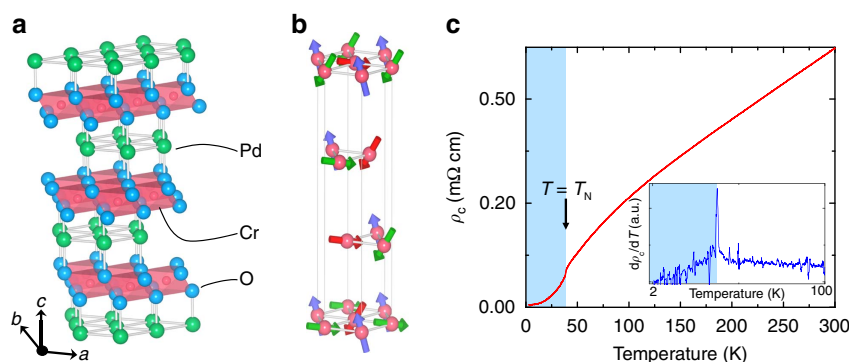 a
b
c
Pd
Cr
O
c
b
a
ρc (mΩ cm)
0.50
0.20
0.00
T = TN
dρc/dT (a.u.)
2
Temperature (K)
100
0
50
100
150
200
250
300
Temperature (K)